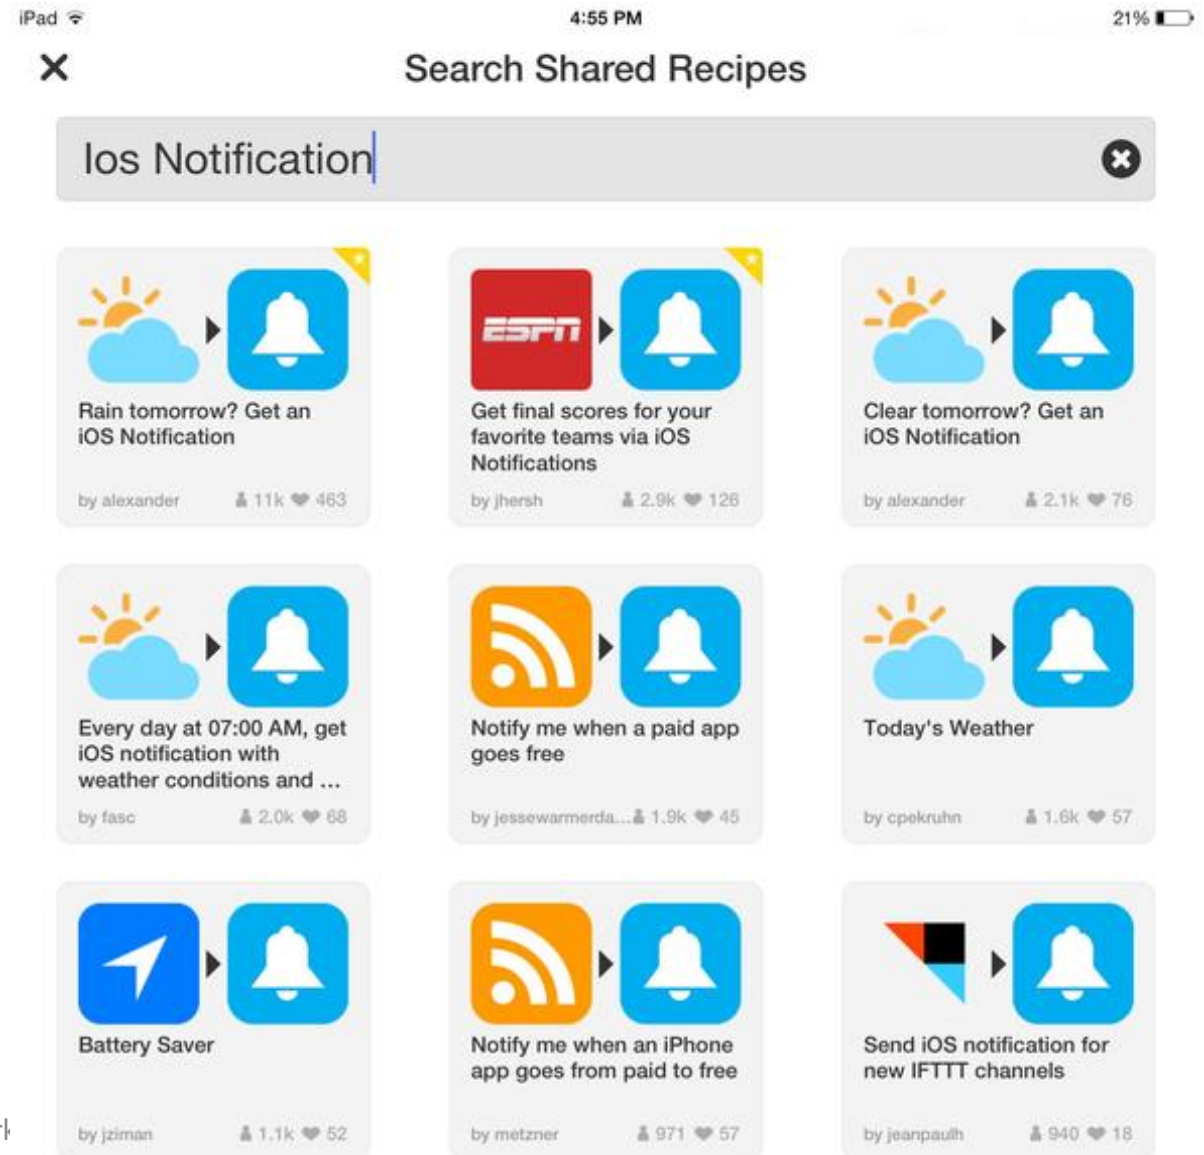 iPad 4:55 PM 21%
Search Shared Recipes
Ios Notification
ESPN
Rain tomorrow? Get an
iOS Notification
by alexander 11k 463
Get final scores for your
favorite teams via iOS
Notifications
by jhersh 2.9k 126
Clear tomorrow? Get an
iOS Notification
by alexander 2.1k 76
Every day at 07:00 AM, get
iOS notification with
weather conditions and ...
by fasc 2.0k 68
Notify me when a paid app
goes free
by jessewarmerda... 1.9k 45
Today's Weather
by cpekruhn 1.6k 57
Battery Saver
by jziman 1.1k 52
Notify me when an iPhone
app goes from paid to free
by metzner 971 57
Send iOS notification for
new IFTTT channels
by jeanpaulh 940 18